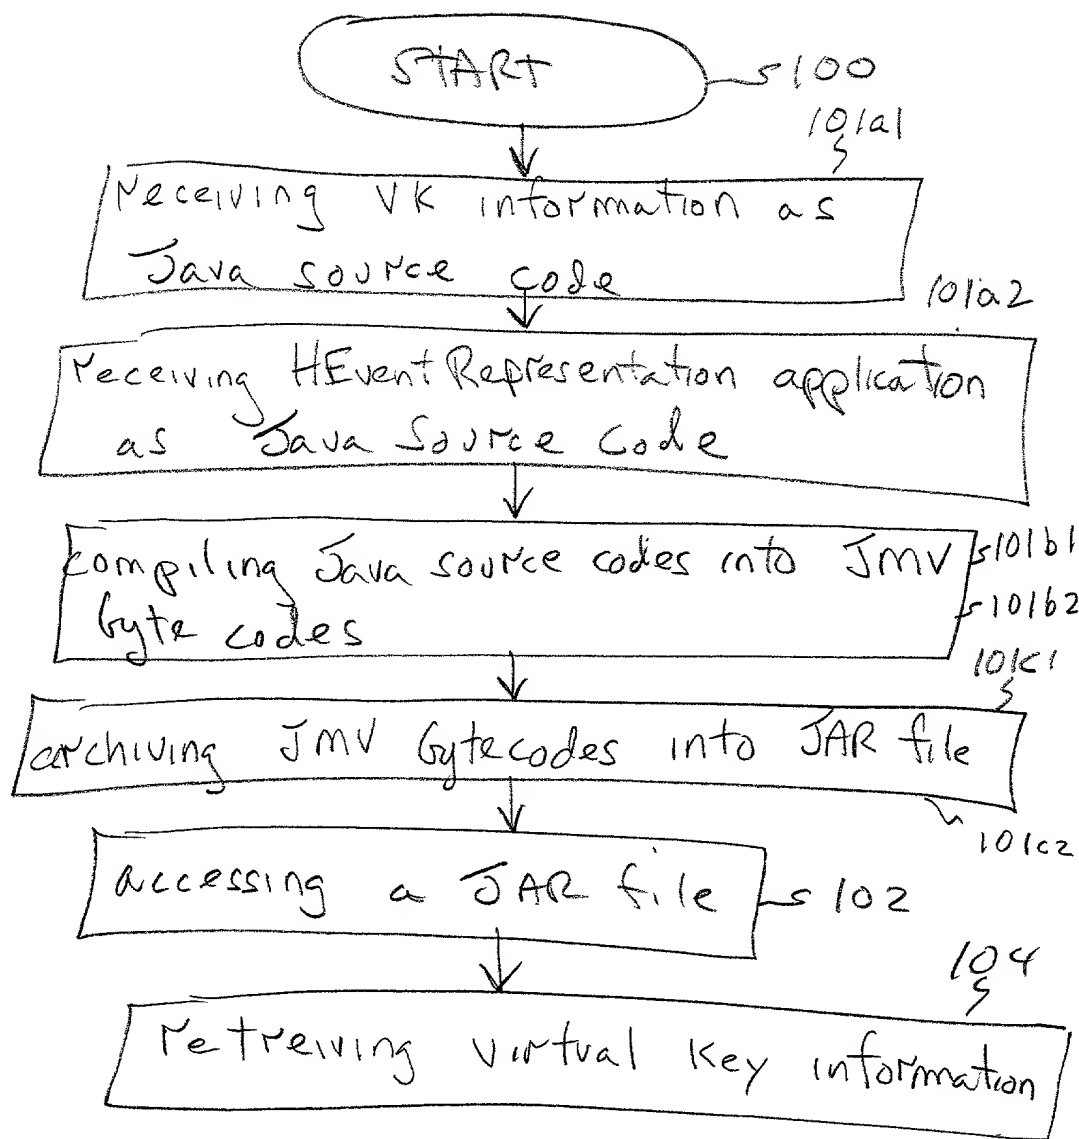 START
100
101a1
receiving VK information as
Java source code
101a2
receiving HEventRepresentation application
as Java Source Code
compiling Java source codes into JMV
byte codes
101b1
101b2
101c1
archiving JMV bytecodes into JAR file
101c2
accessing a JAR file
102
104
retreiving virtual key information